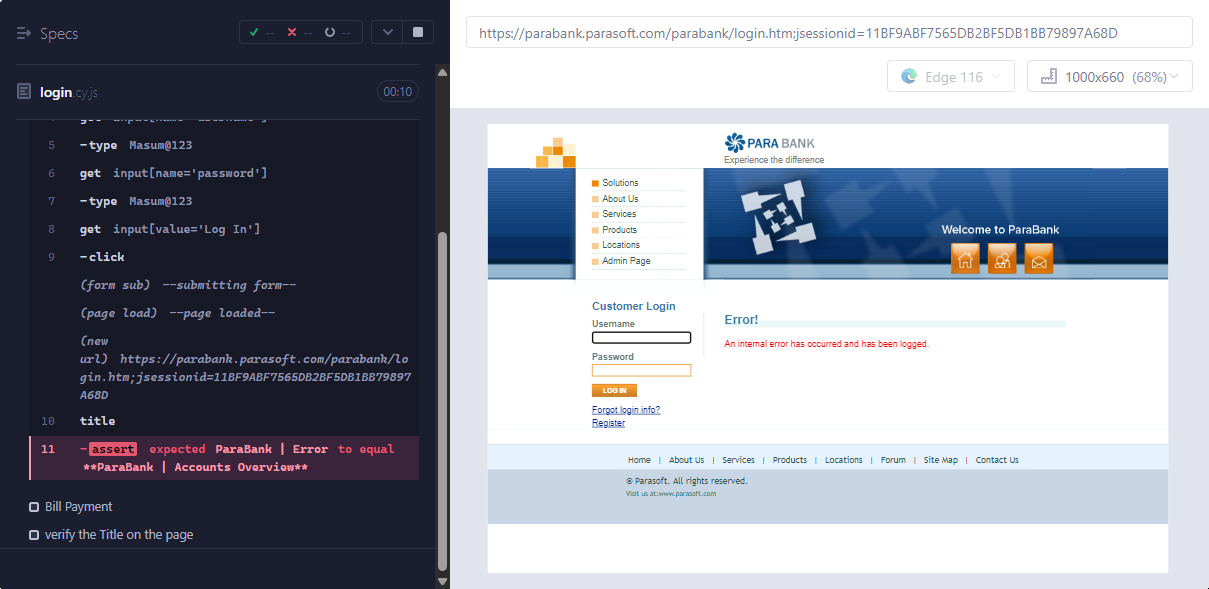 Specs
-- -- --
login.cy.js
00:10
5 -type Masum@123
6 get input[name='password']
7 -type Masum@123
8 get input[value='Log In']
9 -click
(form sub) --submitting form--
(page load) --page loaded--
(new
url) https://parabank.parasoft.com/parabank/lo
gin.htm;jsessionid=11BF9ABF7565DB2BF5DB1BB79897
A68D
10 title
11 -assert expected ParaBank | Error to equal
**ParaBank | Accounts Overview**
Bill Payment
verify the Title on the page
https://parabank.parasoft.com/parabank/login.htm;jsessionid=11BF9ABF7565DB2BF5DB1BB79897A68D
Edge 116
1000x660 (68%)
PARA BANK
Experience the difference
Solutions
About Us
Services
Products
Locations
Admin Page
Welcome to ParaBank
Customer Login
Username
Password
LOG IN
Forgot login info?
Register
Error!
An internal error has occurred and has been logged.
Home | About Us | Services | Products | Locations | Forum | Site Map | Contact Us
© Parasoft. All rights reserved.
Visit us at:www.parasoft.com